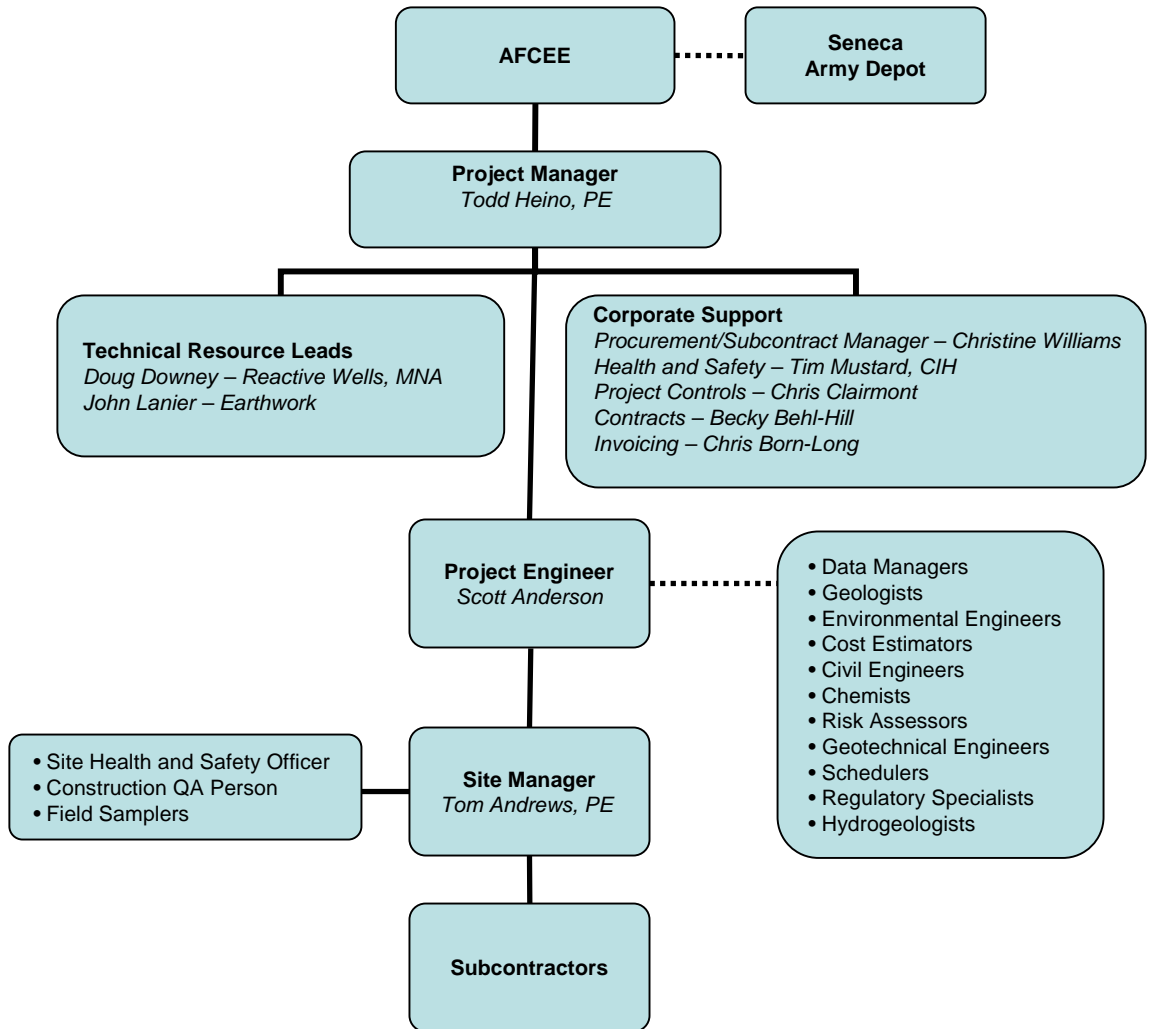 AFCEE
Seneca
Army Depot
Project Manager
Todd Heino, PE
Technical Resource Leads
Doug Downey – Reactive Wells, MNA
John Lanier – Earthwork
Corporate Support
Procurement/Subcontract Manager – Christine Williams
Health and Safety – Tim Mustard, CIH
Project Controls – Chris Clairmont
Contracts – Becky Behl-Hill
Invoicing – Chris Born-Long
Project Engineer
Scott Anderson
• Data Managers
• Geologists
• Environmental Engineers
• Cost Estimators
• Civil Engineers
• Chemists
• Risk Assessors
• Geotechnical Engineers
• Schedulers
• Regulatory Specialists
• Hydrogeologists
• Site Health and Safety Officer
• Construction QA Person
• Field Samplers
Site Manager
Tom Andrews, PE
Subcontractors